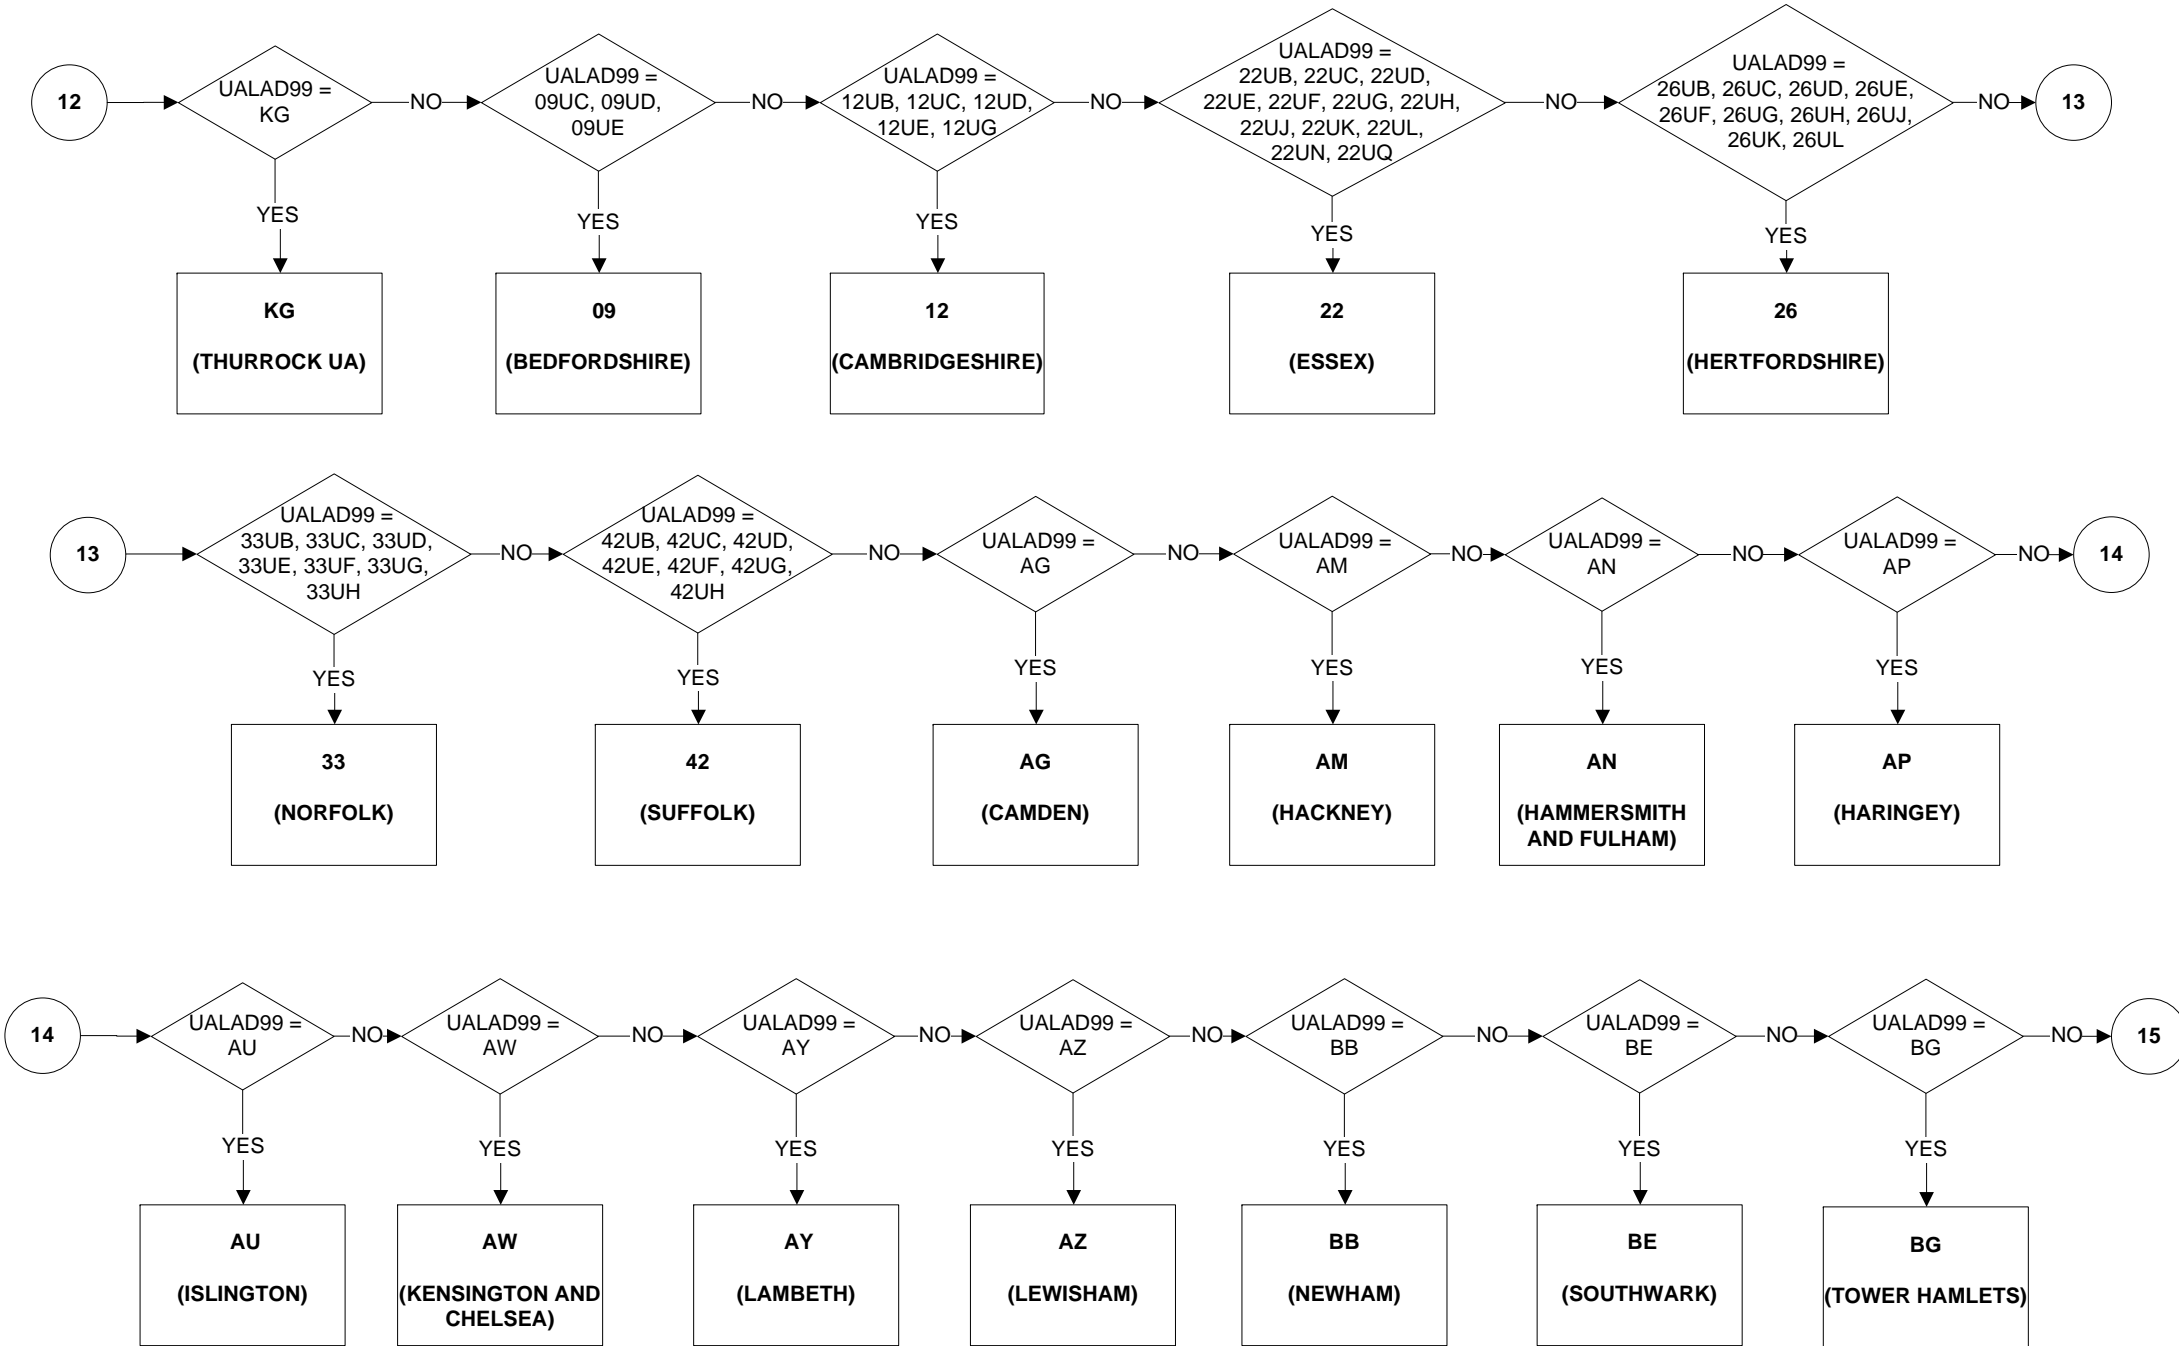 12
UALAD99 =
KG
NO
UALAD99 =
09UC, 09UD,
09UE
NO
UALAD99 =
12UB, 12UC, 12UD,
12UE, 12UG
NO
UALAD99 =
22UB, 22UC, 22UD,
22UE, 22UF, 22UG, 22UH,
22UJ, 22UK, 22UL,
22UN, 22UQ
NO
UALAD99 =
26UB, 26UC, 26UD, 26UE,
26UF, 26UG, 26UH, 26UJ,
26UK, 26UL
NO
13
YES
YES
YES
YES
YES
KG
(THURROCK UA)
09
(BEDFORDSHIRE)
12
(CAMBRIDGESHIRE)
22
(ESSEX)
26
(HERTFORDSHIRE)
13
UALAD99 =
33UB, 33UC, 33UD,
33UE, 33UF, 33UG,
33UH
NO
UALAD99 =
42UB, 42UC, 42UD,
42UE, 42UF, 42UG,
42UH
NO
UALAD99 =
AG
NO
UALAD99 =
AM
NO
UALAD99 =
AN
NO
UALAD99 =
AP
NO
14
YES
YES
YES
YES
YES
YES
33
(NORFOLK)
42
(SUFFOLK)
AG
(CAMDEN)
AM
(HACKNEY)
AN
(HAMMERSMITH
AND FULHAM)
AP
(HARINGEY)
14
UALAD99 =
AU
NO
UALAD99 =
AW
NO
UALAD99 =
AY
NO
UALAD99 =
AZ
NO
UALAD99 =
BB
NO
UALAD99 =
BE
NO
UALAD99 =
BG
NO
15
YES
YES
YES
YES
YES
YES
YES
AU
(ISLINGTON)
AW
(KENSINGTON AND
CHELSEA)
AY
(LAMBETH)
AZ
(LEWISHAM)
BB
(NEWHAM)
BE
(SOUTHWARK)
BG
(TOWER HAMLETS)